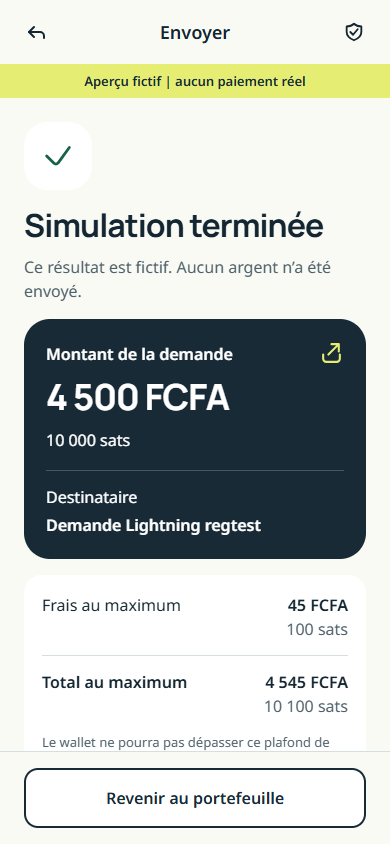 Envoyer
Aperçu fictif | aucun paiement réel
Simulation terminée
Ce résultat est fictif. Aucun argent n’a été
envoyé.
Montant de la demande
4 500 FCFA
10 000 sats
Destinataire
Demande Lightning regtest
Frais au maximum 45 FCFA
100 sats
Total au maximum 4 545 FCFA
10 100 sats
Le wallet ne pourra pas dépasser ce plafond de
Revenir au portefeuille